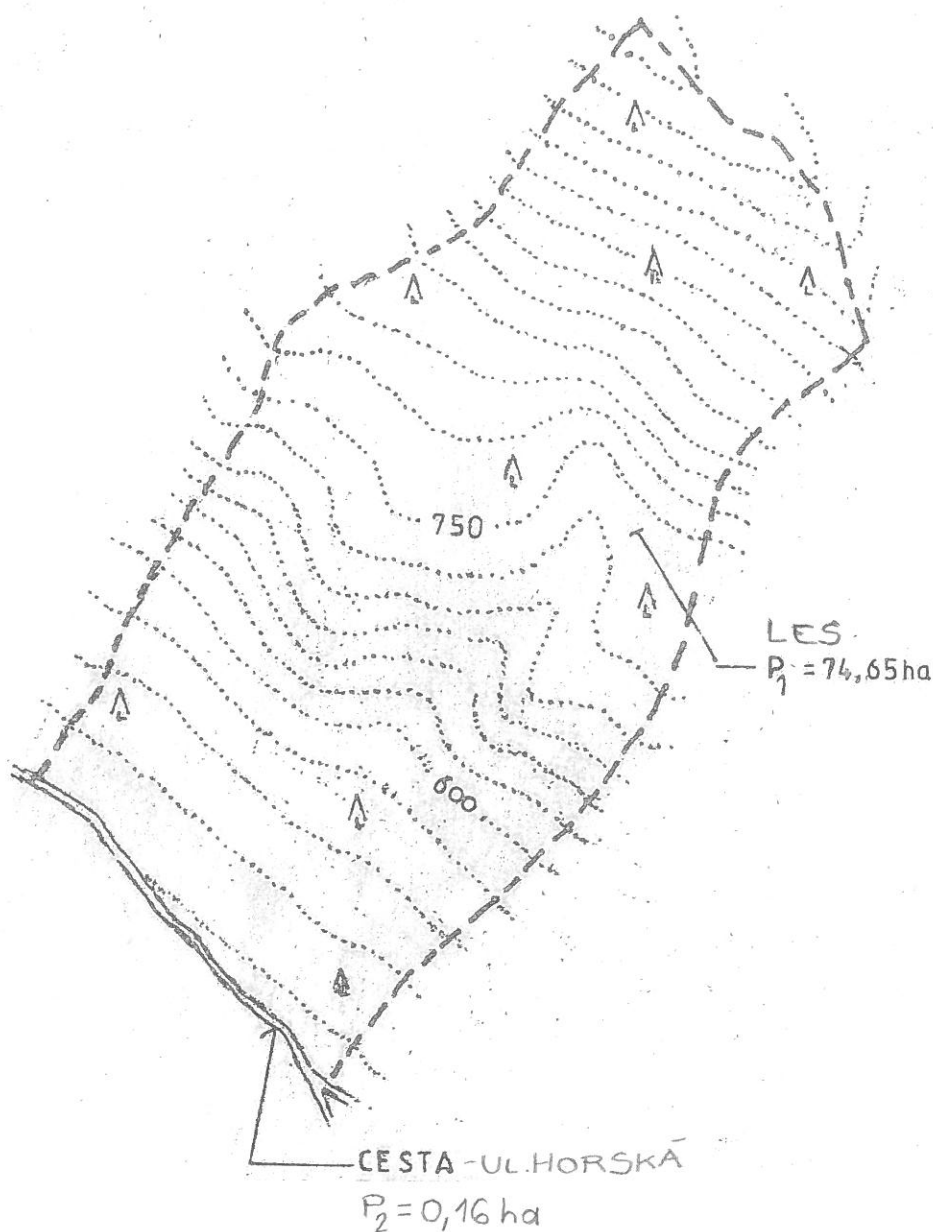 750
LES
P₁ = 74,65 ha
600
CESTA - UL. HORSKÁ
P₂ = 0,16 ha